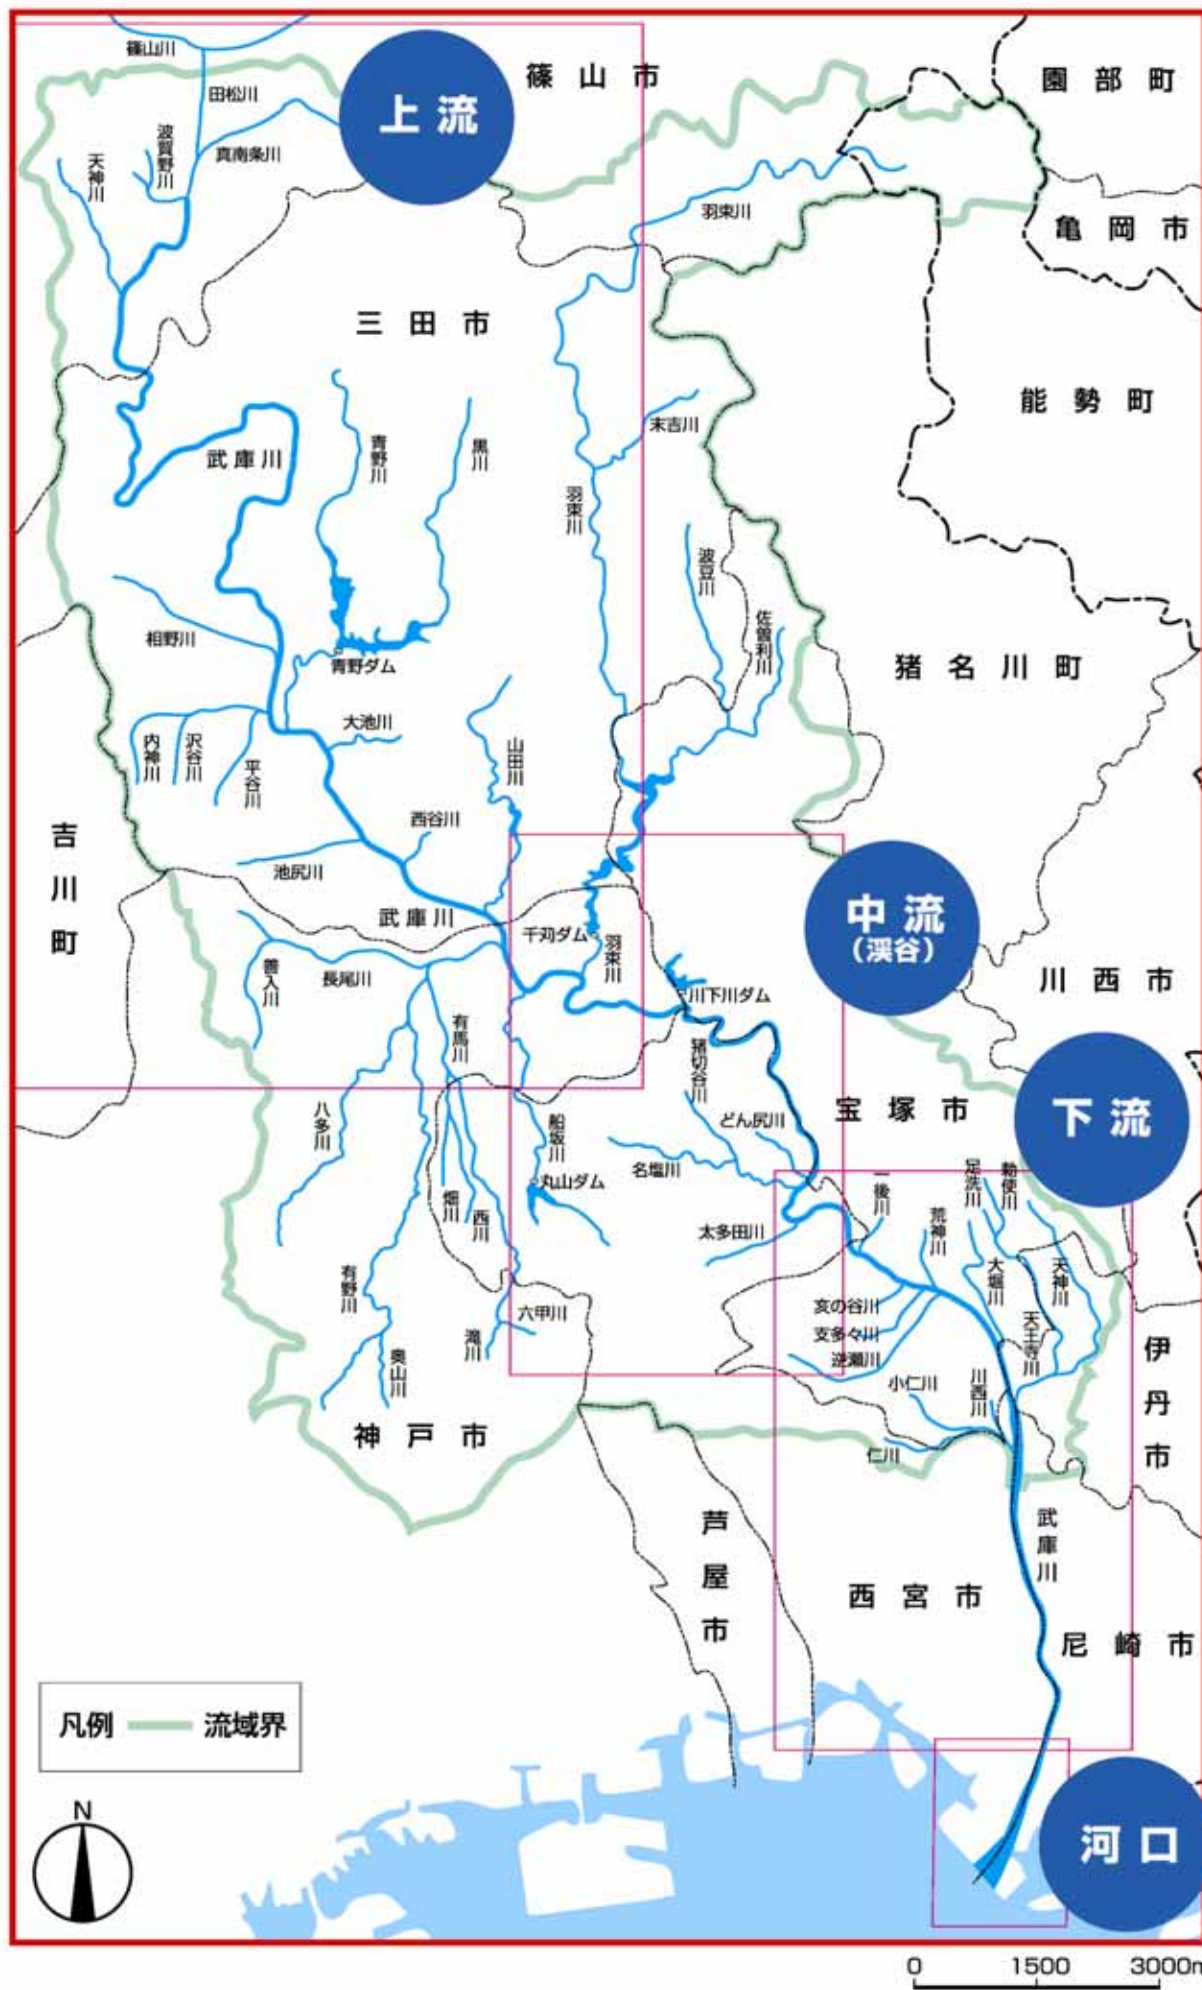 篠山川
田松川
上流
篠山市
園部町
波賀野川
天神川
真南条川
羽束川
亀岡市
三田市
能勢町
末吉川
武庫川
青野川
黒川
羽束川
波豆川
佐曽利川
相野川
青野ダム
猪名川町
大池川
内神川
沢谷川
平谷川
山田川
西谷川
吉川町
池尻川
武庫川
千苅ダム
羽束川
中流
(渓谷)
長尾川
善入川
川下川ダム
川西市
有馬川
猪切谷川
どん尻川
宝塚市
下流
八多川
船坂川
名塩川
丸山ダム
畑川
西川
太多田川
一後川
荒神川
足洗川
勅使川
大堀川
天神川
天王寺川
有野川
六甲川
滝川
亥の谷川
支多々川
逆瀬川
奥山川
小仁川
川西川
伊丹市
神戸市
仁川
芦屋市
武庫川
西宮市
尼崎市
凡例 流域界
N
河口
0 1500 3000m